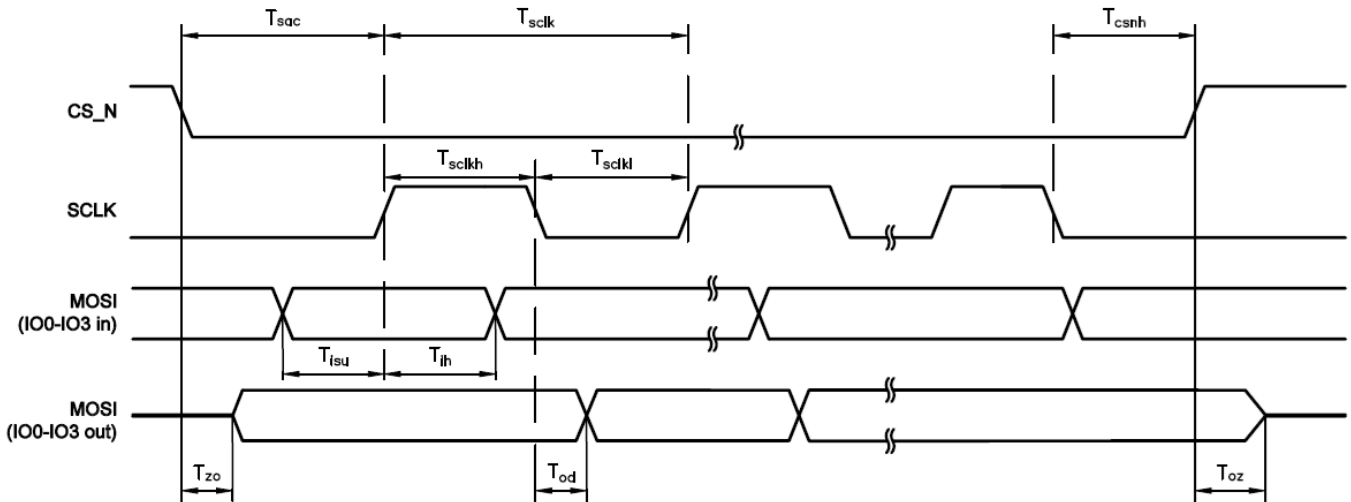 Tsac
Tsclk
Tcsnh
CS_N
Tsclkh
Tsclkl
SCLK
MOSI
(IO0-IO3 in)
Tisu
Tih
MOSI
(IO0-IO3 out)
Tzo
Tod
Toz